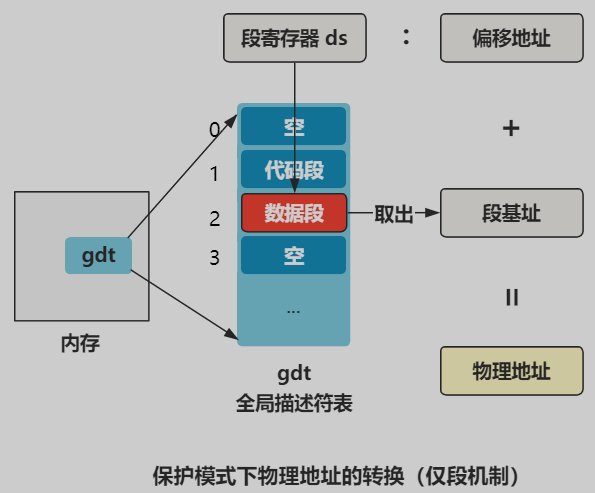 段寄存器 ds
:
偏移地址
0
空
+
1
代码段
2
数据段
取出
段基址
gdt
3
空
=
...
内存
物理地址
gdt
全局描述符表
保护模式下物理地址的转换（仅段机制）